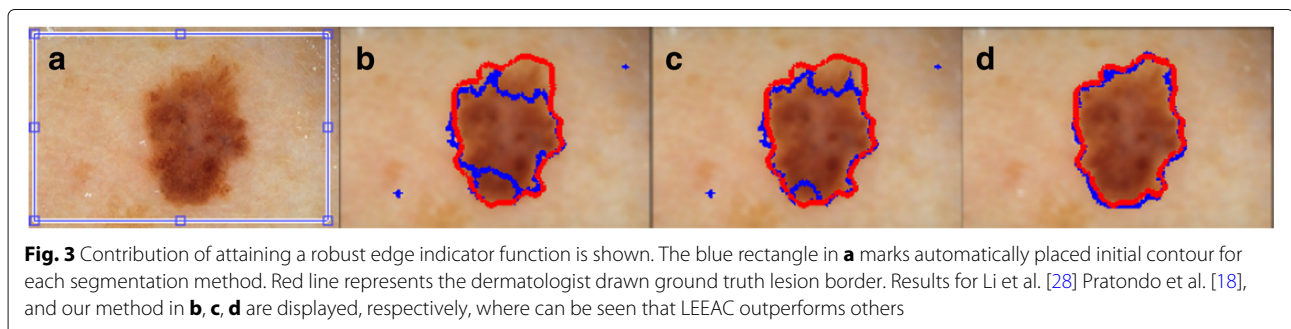 a b c d
Fig. 3 Contribution of attaining a robust edge indicator function is shown. The blue rectangle in a marks automatically placed initial contour for
each segmentation method. Red line represents the dermatologist drawn ground truth lesion border. Results for Li et al. [28] Pratondo et al. [18],
and our method in b, c, d are displayed, respectively, where can be seen that LEEAC outperforms others